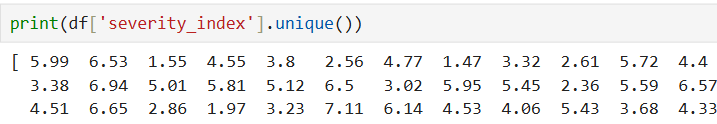 print(df['severity_index'].unique())
[ 5.99 6.53 1.55 4.55 3.8 2.56 4.77 1.47 3.32 2.61 5.72 4.4
3.38 6.94 5.01 5.81 5.12 6.5 3.02 5.95 5.45 2.36 5.59 6.57
4.51 6.65 2.86 1.97 3.23 7.11 6.14 4.53 4.06 5.43 3.68 4.33